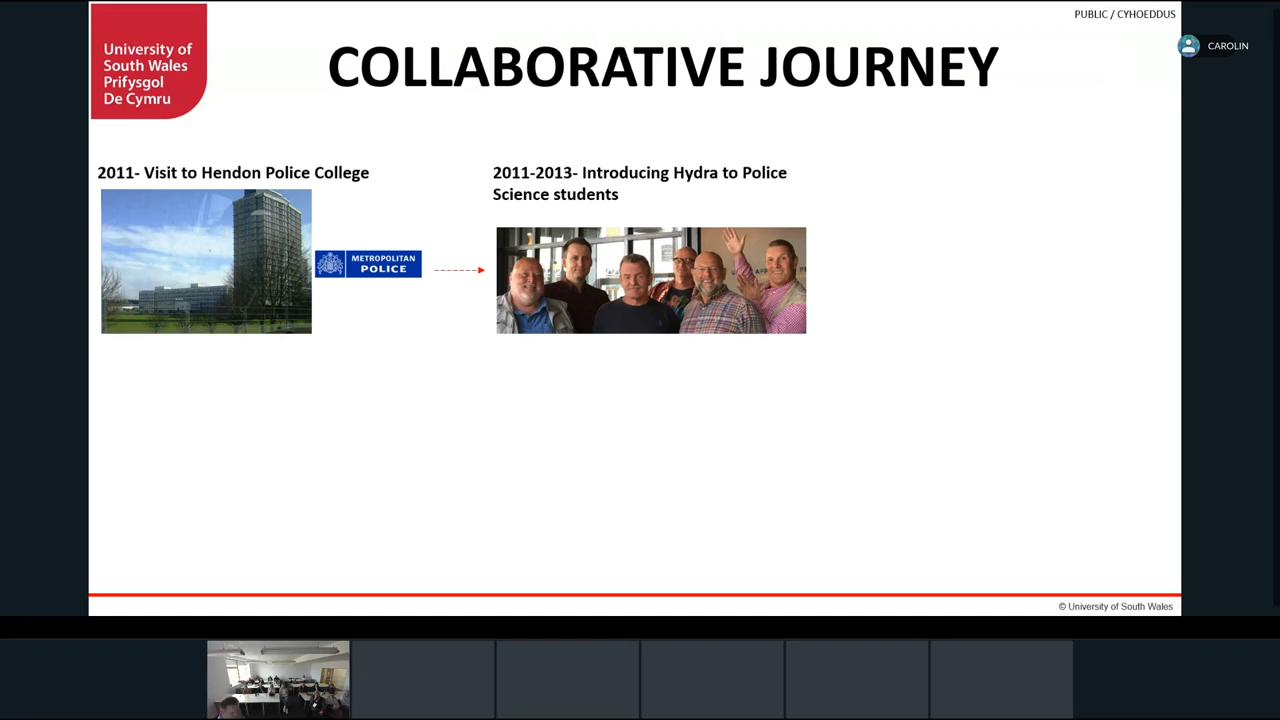 PUBLIC / CYHOEDDUS
University of
South Wales
Prifysgol
De Cymru
COLLABORATIVE JOURNEY
CAROLIN
2011- Visit to Hendon Police College
2011-2013- Introducing Hydra to Police
Science students
METROPOLITAN
POLICE
© University of South Wales